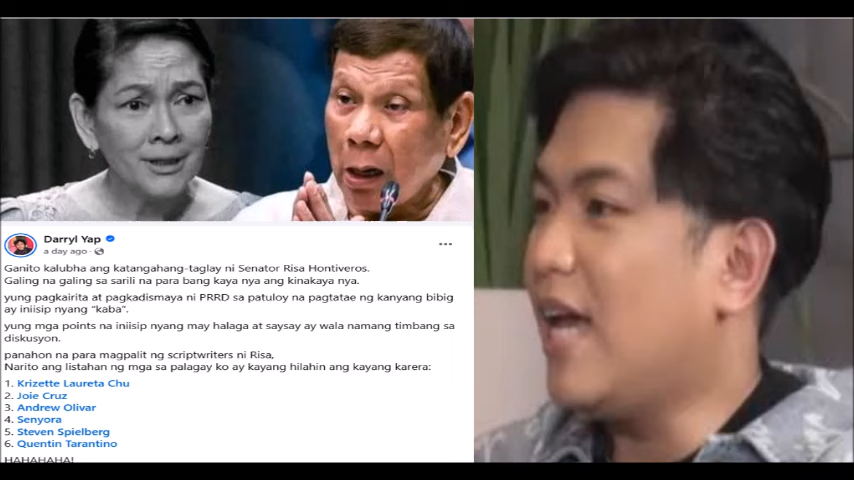 Darryl Yap
a day ago ·
Ganito kalubha ang katangahang-taglay ni Senator Risa Hontiveros.
Galing na galing sa sarili na para bang kaya nya ang kinakaya nya.
yung pagkairita at pagkadismaya ni PRRD sa patuloy na pagtatae ng kanyang bibig
ay iniisip nyang "kaba".
yung mga points na iniisip nyang may halaga at saysay ay wala namang timbang sa
diskusyon.
panahon na para magpalit ng scriptwriters ni Risa,
Narito ang listahan ng mga sa palagay ko ay kayang hilahin ang kayang karera:
1. Krizette Laureta Chu
2. Joie Cruz
3. Andrew Olivar
4. Senyora
5. Steven Spielberg
6. Quentin Tarantino
HAHAHAHA!